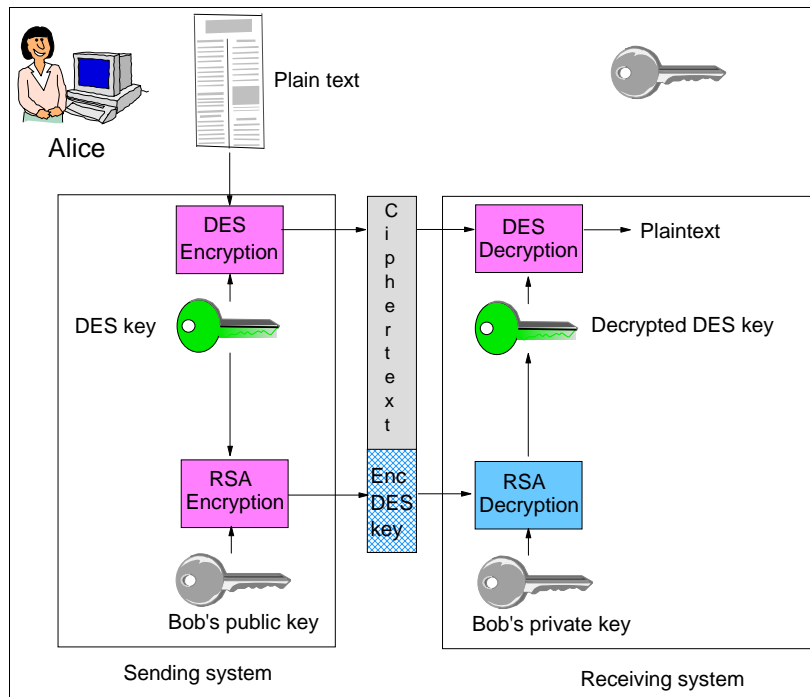 Plain text
Alice
DES
Encryption
Ciphertext
DES
Decryption
Plaintext
DES key
Decrypted DES key
RSA
Encryption
Enc
DES
key
RSA
Decryption
Bob's public key
Bob's private key
Sending system
Receiving system